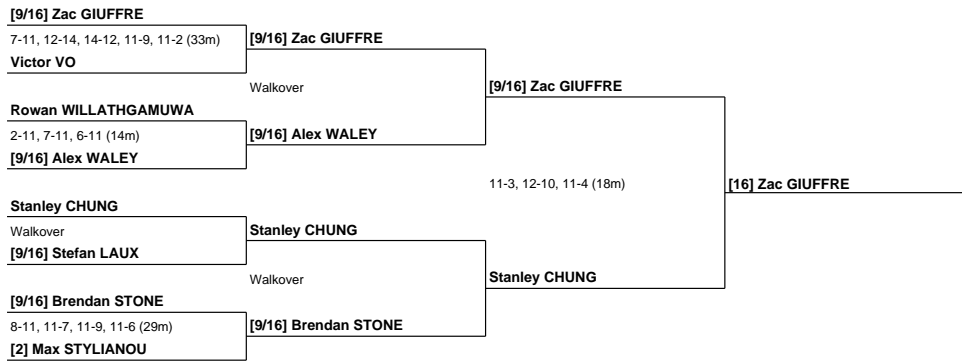 [9/16] Zac GIUFFRE
7-11, 12-14, 14-12, 11-9, 11-2 (33m)
Victor VO
[9/16] Zac GIUFFRE
Walkover
Rowan WILLATHGAMUWA
2-11, 7-11, 6-11 (14m)
[9/16] Alex WALEY
[9/16] Alex WALEY
[9/16] Zac GIUFFRE
11-3, 12-10, 11-4 (18m)
[16] Zac GIUFFRE
Stanley CHUNG
Walkover
[9/16] Stefan LAUX
Stanley CHUNG
Walkover
[9/16] Brendan STONE
8-11, 11-7, 11-9, 11-6 (29m)
[2] Max STYLIANOU
[9/16] Brendan STONE
Stanley CHUNG